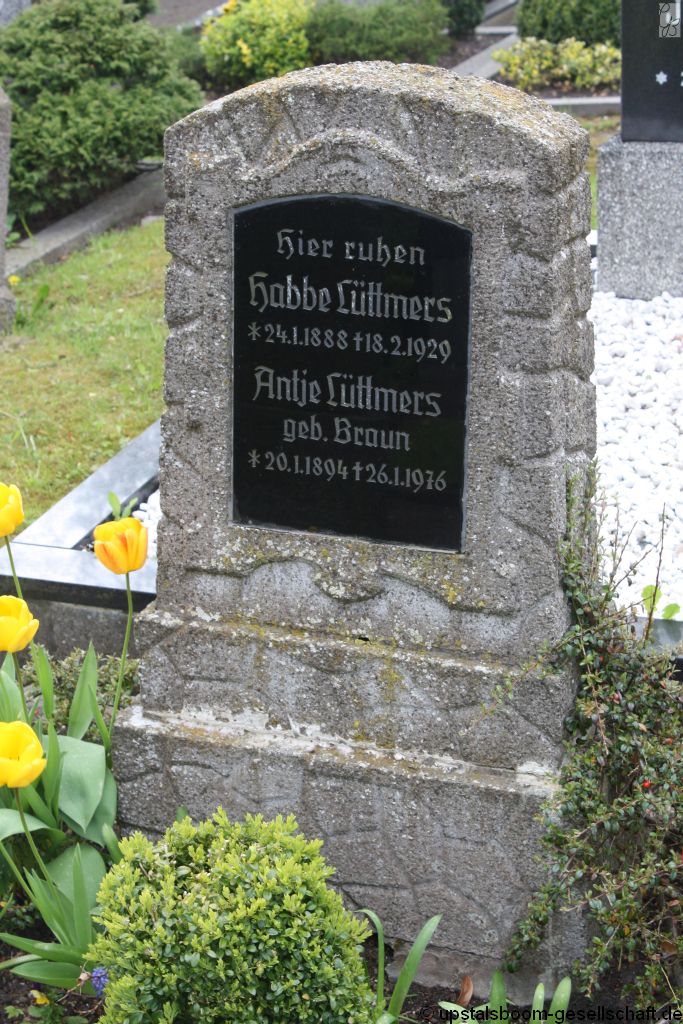 Hier ruhen
Habbe Lüttmers
*24.1.1888 †18.2.1929
Antje Lüttmers
geb. Braun
*20.1.1894 †26.1.1976
© upstalsboom-gesellschaft.de